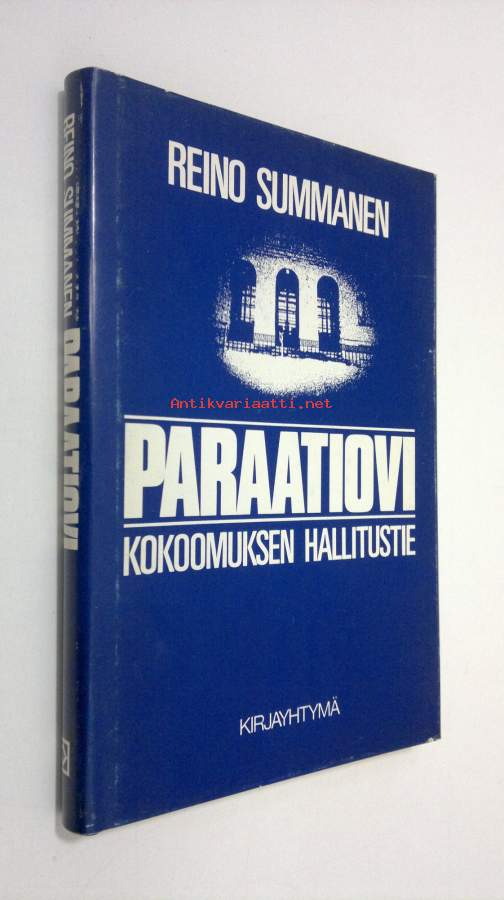 REINO SUMMANEN
Antikvariaatti.net
PARAATIOVI
KOKOOMUKSEN HALLITUSTIE
KIRJAYHTYMÄ
REINO SUMMANEN PARAATIOVI